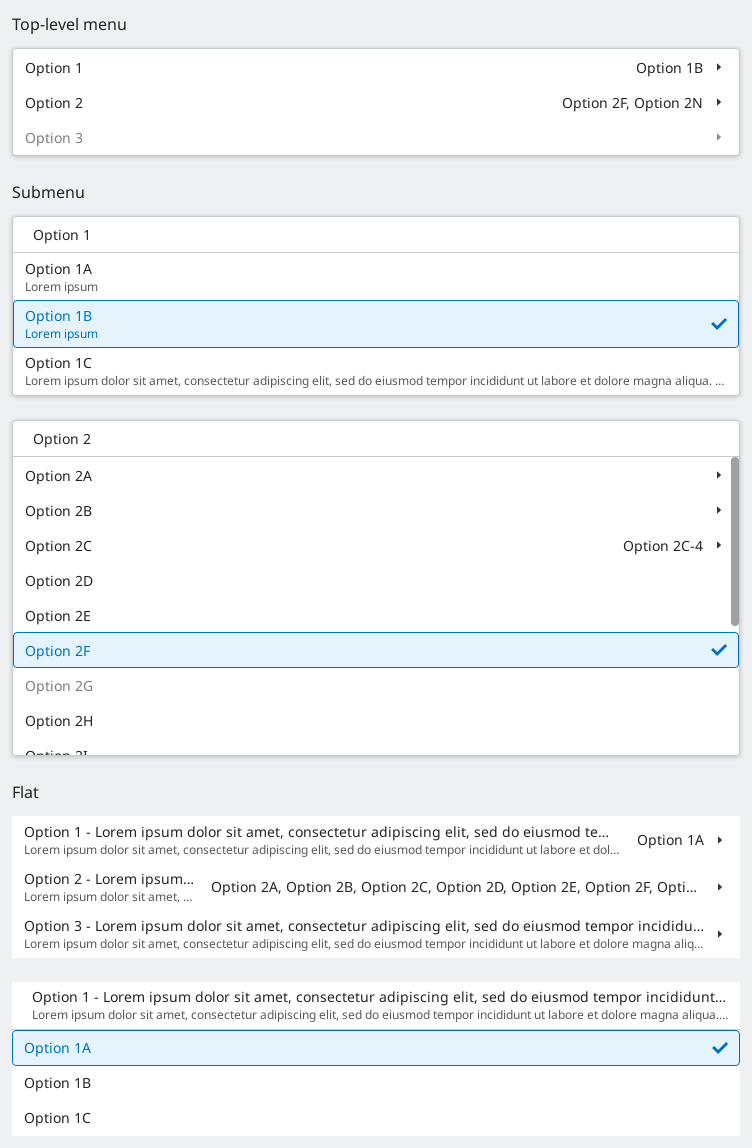 Top-level menu
Option 1 Option 1B
Option 2 Option 2F, Option 2N
Option 3
Submenu
Option 1
Option 1A
Lorem ipsum
Option 1B
Lorem ipsum
Option 1C
Lorem ipsum dolor sit amet, consectetur adipiscing elit, sed do eiusmod tempor incididunt ut labore et dolore magna aliqua. ...
Option 2
Option 2A
Option 2B
Option 2C Option 2C-4
Option 2D
Option 2E
Option 2F
Option 2G
Option 2H
Option 2I
Flat
Option 1 - Lorem ipsum dolor sit amet, consectetur adipiscing elit, sed do eiusmod te... Option 1A
Lorem ipsum dolor sit amet, consectetur adipiscing elit, sed do eiusmod tempor incididunt ut labore et dol...
Option 2 - Lorem ipsum... Option 2A, Option 2B, Option 2C, Option 2D, Option 2E, Option 2F, Opti...
Lorem ipsum dolor sit amet, ...
Option 3 - Lorem ipsum dolor sit amet, consectetur adipiscing elit, sed do eiusmod tempor incididu...
Lorem ipsum dolor sit amet, consectetur adipiscing elit, sed do eiusmod tempor incididunt ut labore et dolore magna aliq...
Option 1 - Lorem ipsum dolor sit amet, consectetur adipiscing elit, sed do eiusmod tempor incididunt...
Lorem ipsum dolor sit amet, consectetur adipiscing elit, sed do eiusmod tempor incididunt ut labore et dolore magna aliqua....
Option 1A
Option 1B
Option 1C